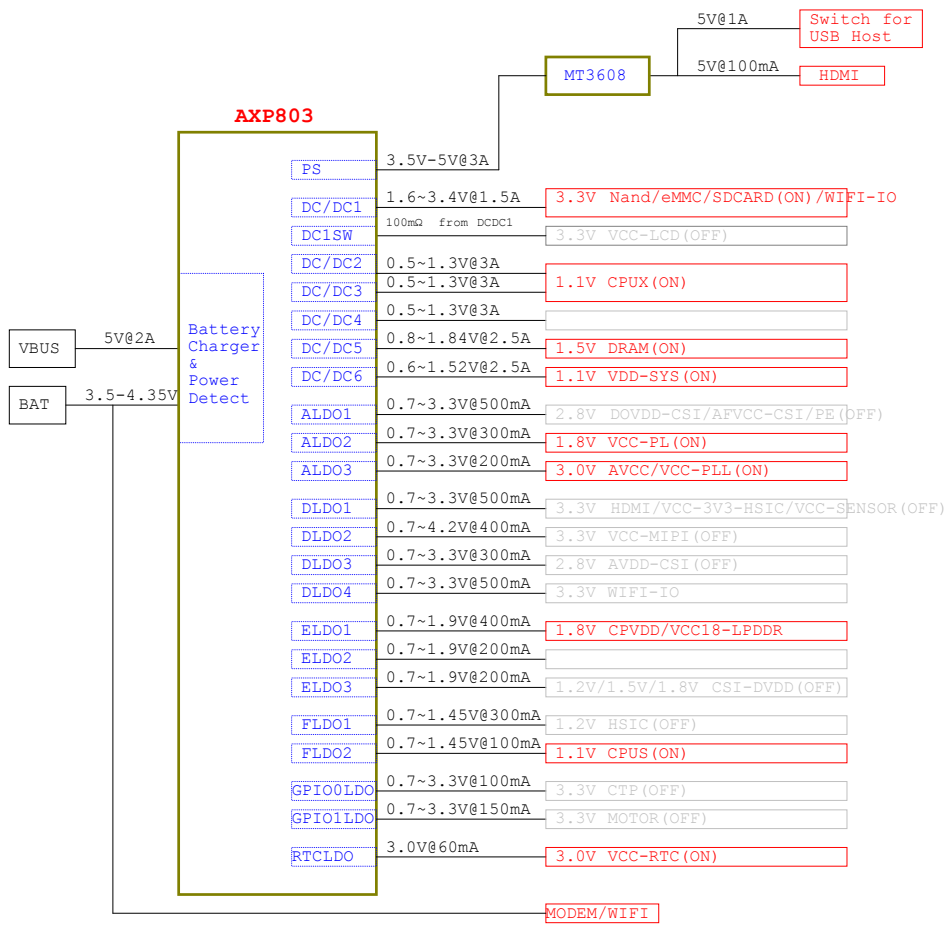 5V@1A
Switch for
USB Host
5V@100mA
HDMI
MT3608
AXP803
PS
3.5V-5V@3A
DC/DC1
1.6~3.4V@1.5A
3.3V Nand/eMMC/SDCARD(ON)/WIFI-IO
DC1SW
100mΩ from DCDC1
3.3V VCC-LCD(OFF)
DC/DC2
0.5~1.3V@3A
DC/DC3
0.5~1.3V@3A
1.1V CPUX(ON)
DC/DC4
0.5~1.3V@3A
DC/DC5
0.8~1.84V@2.5A
1.5V DRAM(ON)
DC/DC6
0.6~1.52V@2.5A
1.1V VDD-SYS(ON)
VBUS
5V@2A
BAT
3.5-4.35V
Battery
Charger
&
Power
Detect
ALDO1
0.7~3.3V@500mA
2.8V DOVDD-CSI/AFVCC-CSI/PE(OFF)
ALDO2
0.7~3.3V@300mA
1.8V VCC-PL(ON)
ALDO3
0.7~3.3V@200mA
3.0V AVCC/VCC-PLL(ON)
DLDO1
0.7~3.3V@500mA
3.3V HDMI/VCC-3V3-HSIC/VCC-SENSOR(OFF)
DLDO2
0.7~4.2V@400mA
3.3V VCC-MIPI(OFF)
DLDO3
0.7~3.3V@300mA
2.8V AVDD-CSI(OFF)
DLDO4
0.7~3.3V@500mA
3.3V WIFI-IO
ELDO1
0.7~1.9V@400mA
1.8V CPVDD/VCC18-LPDDR
ELDO2
0.7~1.9V@200mA
ELDO3
0.7~1.9V@200mA
1.2V/1.5V/1.8V CSI-DVDD(OFF)
FLDO1
0.7~1.45V@300mA
1.2V HSIC(OFF)
FLDO2
0.7~1.45V@100mA
1.1V CPUS(ON)
GPIO0LDO
0.7~3.3V@100mA
3.3V CTP(OFF)
GPIO1LDO
0.7~3.3V@150mA
3.3V MOTOR(OFF)
RTCLDO
3.0V@60mA
3.0V VCC-RTC(ON)
MODEM/WIFI